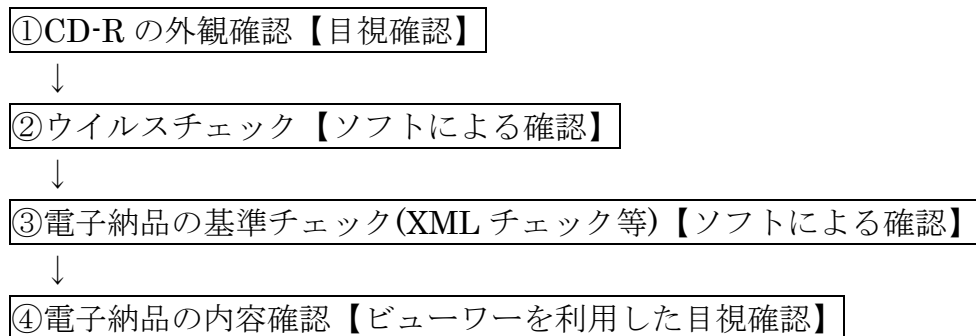 ①CD-R の外観確認【目視確認】
↓
②ウイルスチェック【ソフトによる確認】
↓
③電子納品の基準チェック(XML チェック等)【ソフトによる確認】
↓
④電子納品の内容確認【ビューワーを利用した目視確認】